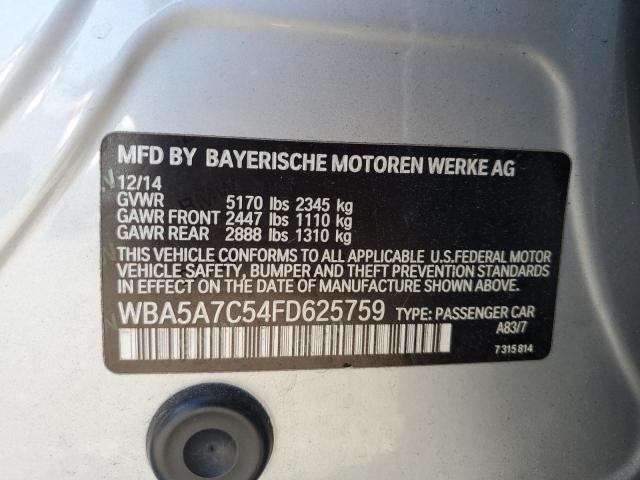 MFD BY BAYERISCHE MOTOREN WERKE AG
12/14
GVWR 5170 lbs 2345 kg
GAWR FRONT 2447 lbs 1110 kg
GAWR REAR 2888 lbs 1310 kg
THIS VEHICLE CONFORMS TO ALL APPLICABLE U.S.FEDERAL MOTOR
VEHICLE SAFETY, BUMPER AND THEFT PREVENTION STANDARDS
IN EFFECT ON THE DATE OF MANUFACTURE SHOWN ABOVE.
WBA5A7C54FD625759 TYPE: PASSENGER CAR
A83/7
7 315 814